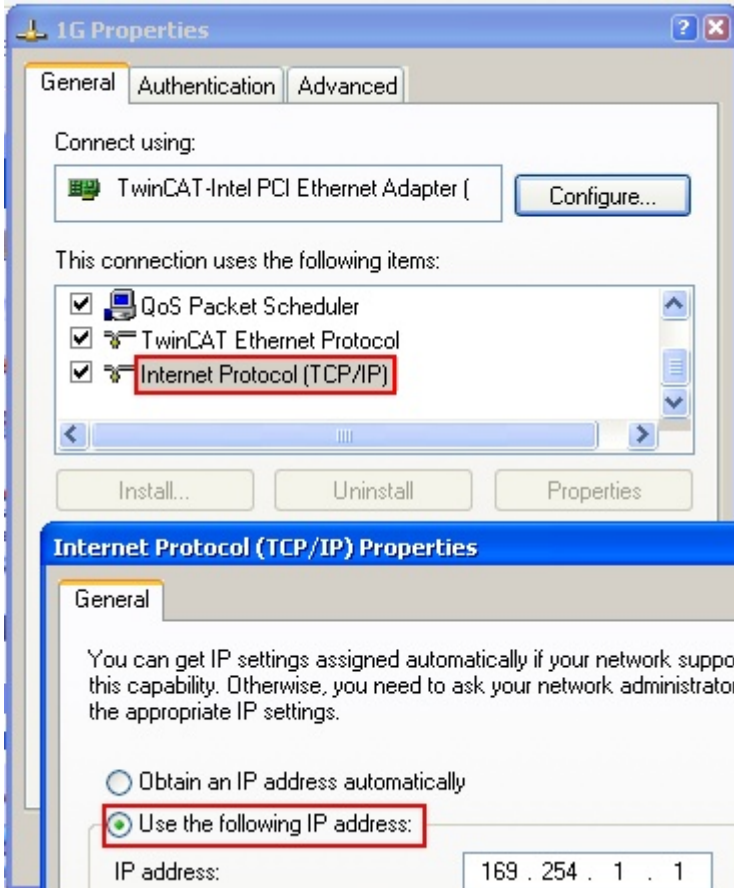 1G Properties
General Authentication Advanced
Connect using:
TwinCAT-Intel PCI Ethernet Adapter (
Configure...
This connection uses the following items:
QoS Packet Scheduler
TwinCAT Ethernet Protocol
Internet Protocol (TCP/IP)
Install... Uninstall Properties
Internet Protocol (TCP/IP) Properties
General
You can get IP settings assigned automatically if your network suppo
this capability. Otherwise, you need to ask your network administrator
the appropriate IP settings.
Obtain an IP address automatically
Use the following IP address:
IP address: 169 . 254 . 1 . 1